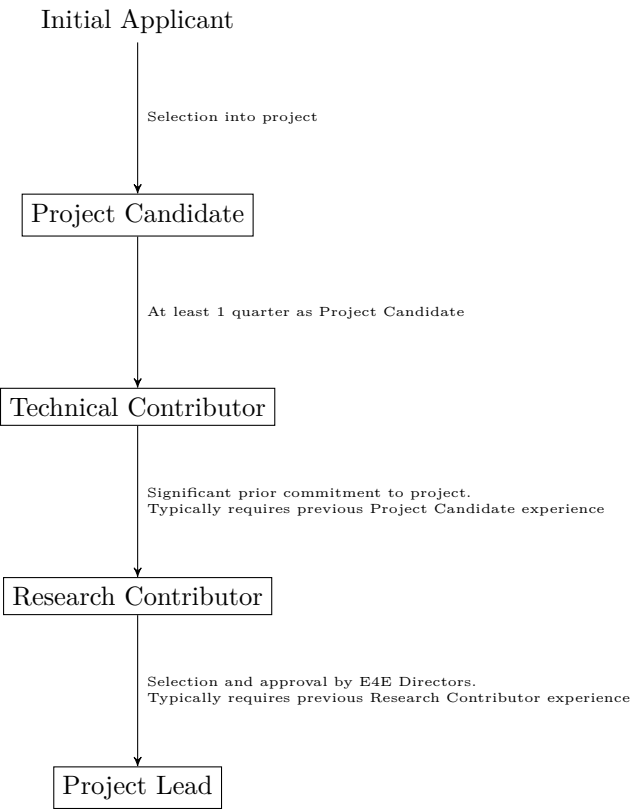 Initial Applicant
Selection into project
Project Candidate
At least 1 quarter as Project Candidate
Technical Contributor
Significant prior commitment to project.
Typically requires previous Project Candidate experience
Research Contributor
Selection and approval by E4E Directors.
Typically requires previous Research Contributor experience
Project Lead